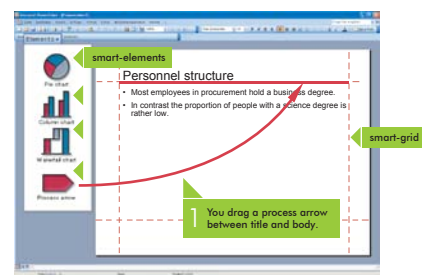 Elements
smart-elements
Pie chart
Column chart
Waterfall chart
Process arrow
Personnel structure
• Most employees in procurement hold a business degree.
• In contrast the proportion of people with a science degree is
rather low.
smart-grid
1 You drag a process arrow
between title and body.